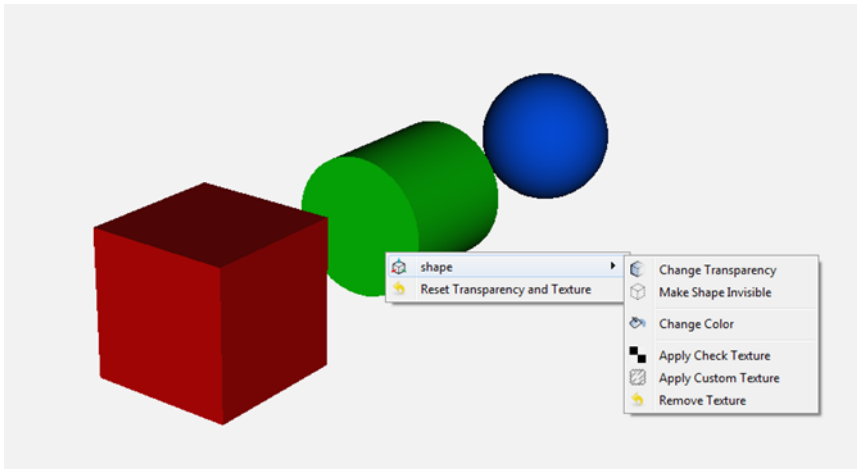 shape
Reset Transparency and Texture
Change Transparency
Make Shape Invisible
Change Color
Apply Check Texture
Apply Custom Texture
Remove Texture